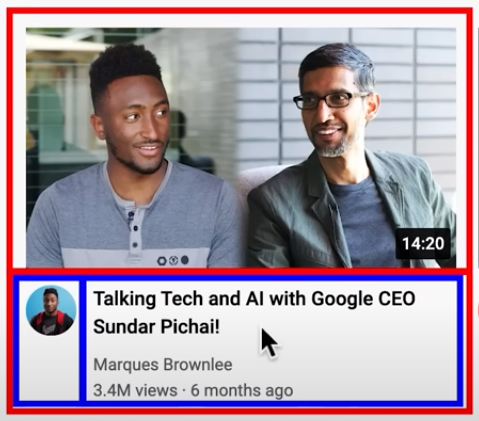 14:20
Talking Tech and AI with Google CEO
Sundar Pichai!
Marques Brownlee
3.4M views · 6 months ago